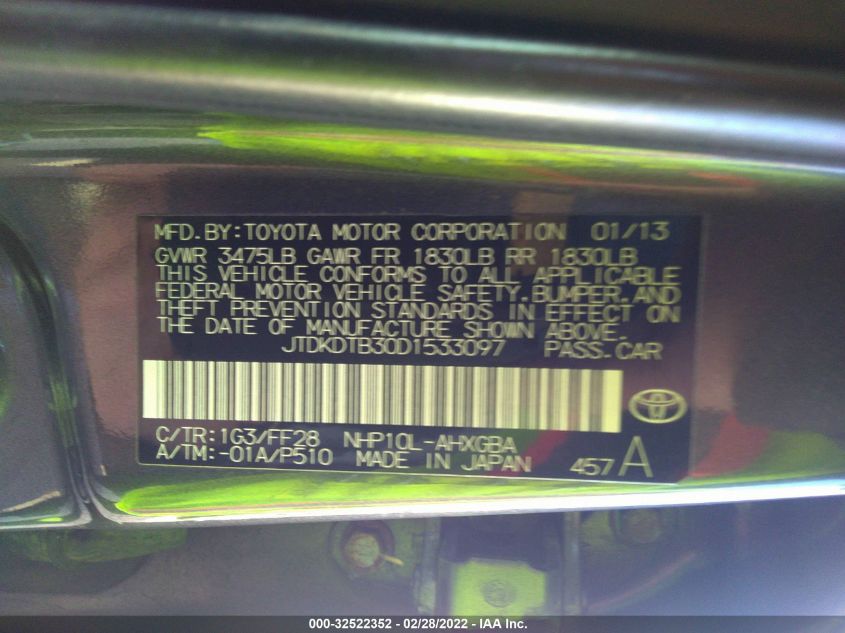 MFD.BY:TOYOTA MOTOR CORPORATION 01/13
GVWR 3475LB GAWR FR 1830LB RR 1830LB
THIS VEHICLE CONFORMS TO ALL APPLICABLE
FEDERAL MOTOR VEHICLE SAFETY,BUMPER,AND
THEFT PREVENTION STANDARDS IN EFFECT ON
THE DATE OF MANUFACTURE SHOWN ABOVE.
JTDKDTB30D1533097 PASS.CAR
C/TR:1G3/FF28 NHP10L-AHXGBA
A/TM:-01A/P510 MADE IN JAPAN 457 A
000-32522352 - 02/28/2022 - IAA Inc.